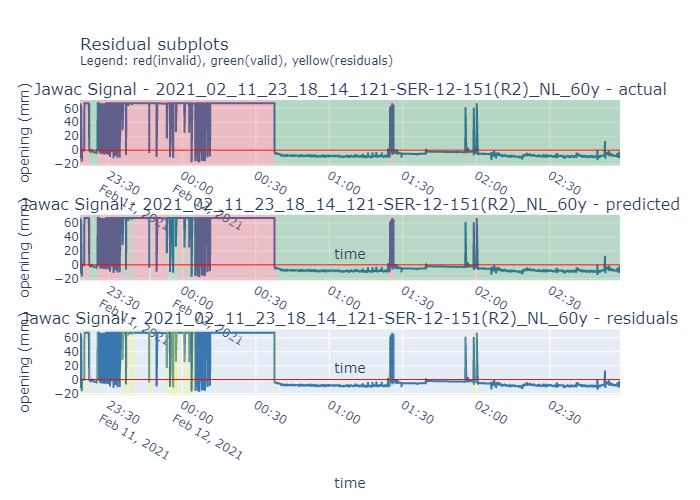 Residual subplots
Legend: red(invalid), green(valid), yellow(residuals)
Jawac Signal - 2021_02_11_23_18_14_121-SER-12-151(R2)_NL_60y - actual
opening (mm)
60
40
20
0
−20
23:30
Feb 11, 2021
00:00
Feb 12, 2021
00:30
01:00
01:30
02:00
02:30
time
Jawac Signal - 2021_02_11_23_18_14_121-SER-12-151(R2)_NL_60y - predicted
opening (mm)
60
40
20
0
−20
23:30
Feb 11, 2021
00:00
Feb 12, 2021
00:30
01:00
01:30
02:00
02:30
time
Jawac Signal - 2021_02_11_23_18_14_121-SER-12-151(R2)_NL_60y - residuals
opening (mm)
60
40
20
0
−20
23:30
Feb 11, 2021
00:00
Feb 12, 2021
00:30
01:00
01:30
02:00
02:30
time